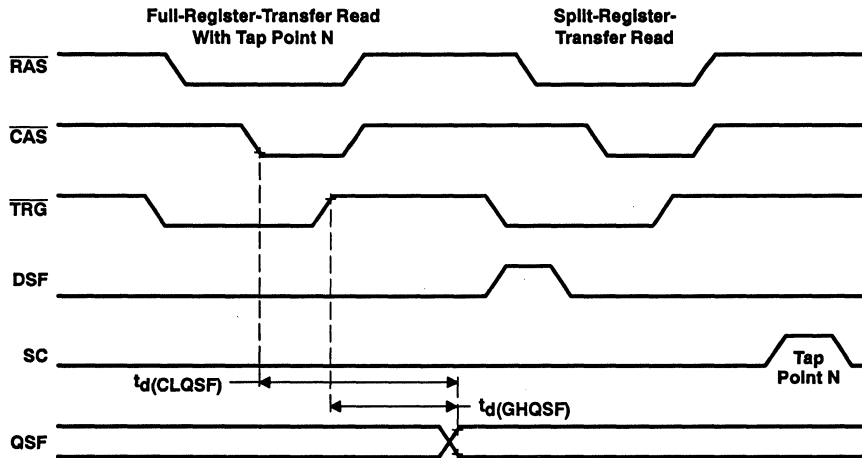 Full-Register-Transfer Read
With Tap Point N
Split-Register-
Transfer Read
RAS
CAS
TRG
DSF
SC
Tap
Point N
td(CLQSF)
td(GHQSF)
QSF